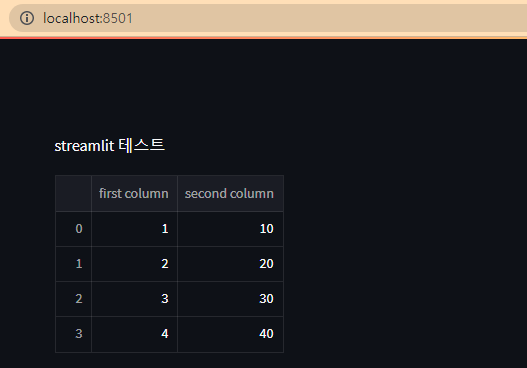 localhost:8501
streamlit 테스트
first column second column
0 1 10
1 2 20
2 3 30
3 4 40